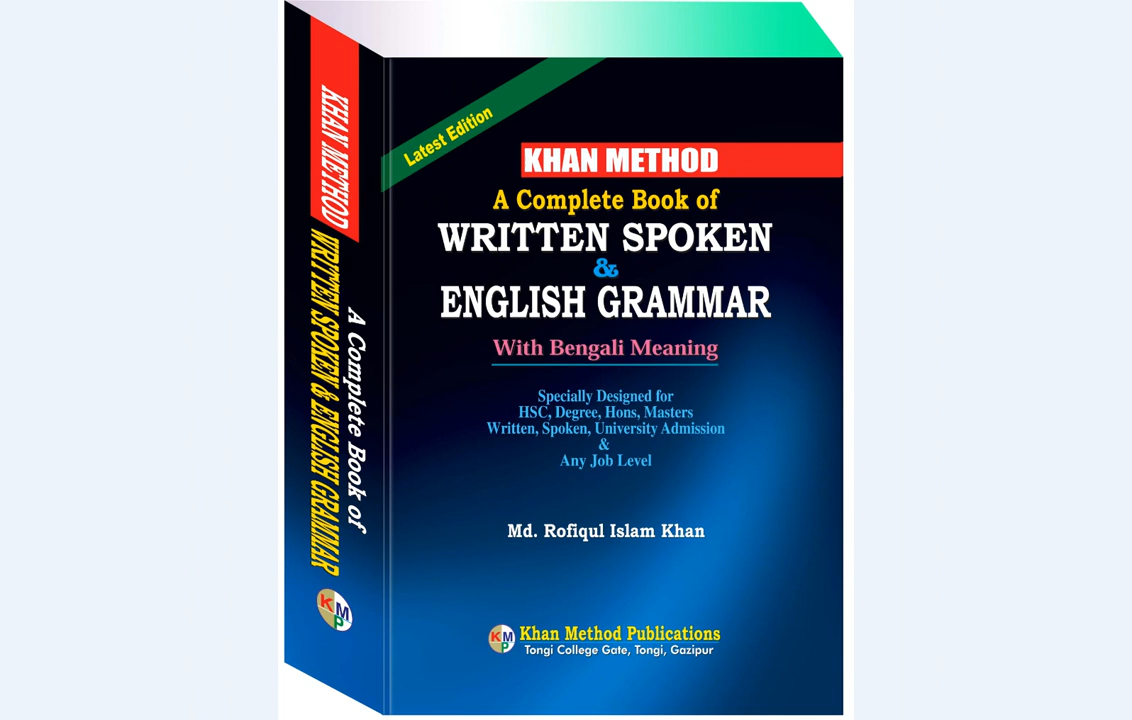 KHAN METHOD
WRITTEN SPOKEN & ENGLISH GRAMMAR
A Complete Book of
K M P
Latest Edition
KHAN METHOD
A Complete Book of
WRITTEN SPOKEN
&
ENGLISH GRAMMAR
With Bengali Meaning
Specially Designed for
HSC, Degree, Hons, Masters
Written, Spoken, University Admission
&
Any Job Level
Md. Rofiqul Islam Khan
K M P
Khan Method Publications
Tongi College Gate, Tongi, Gazipur